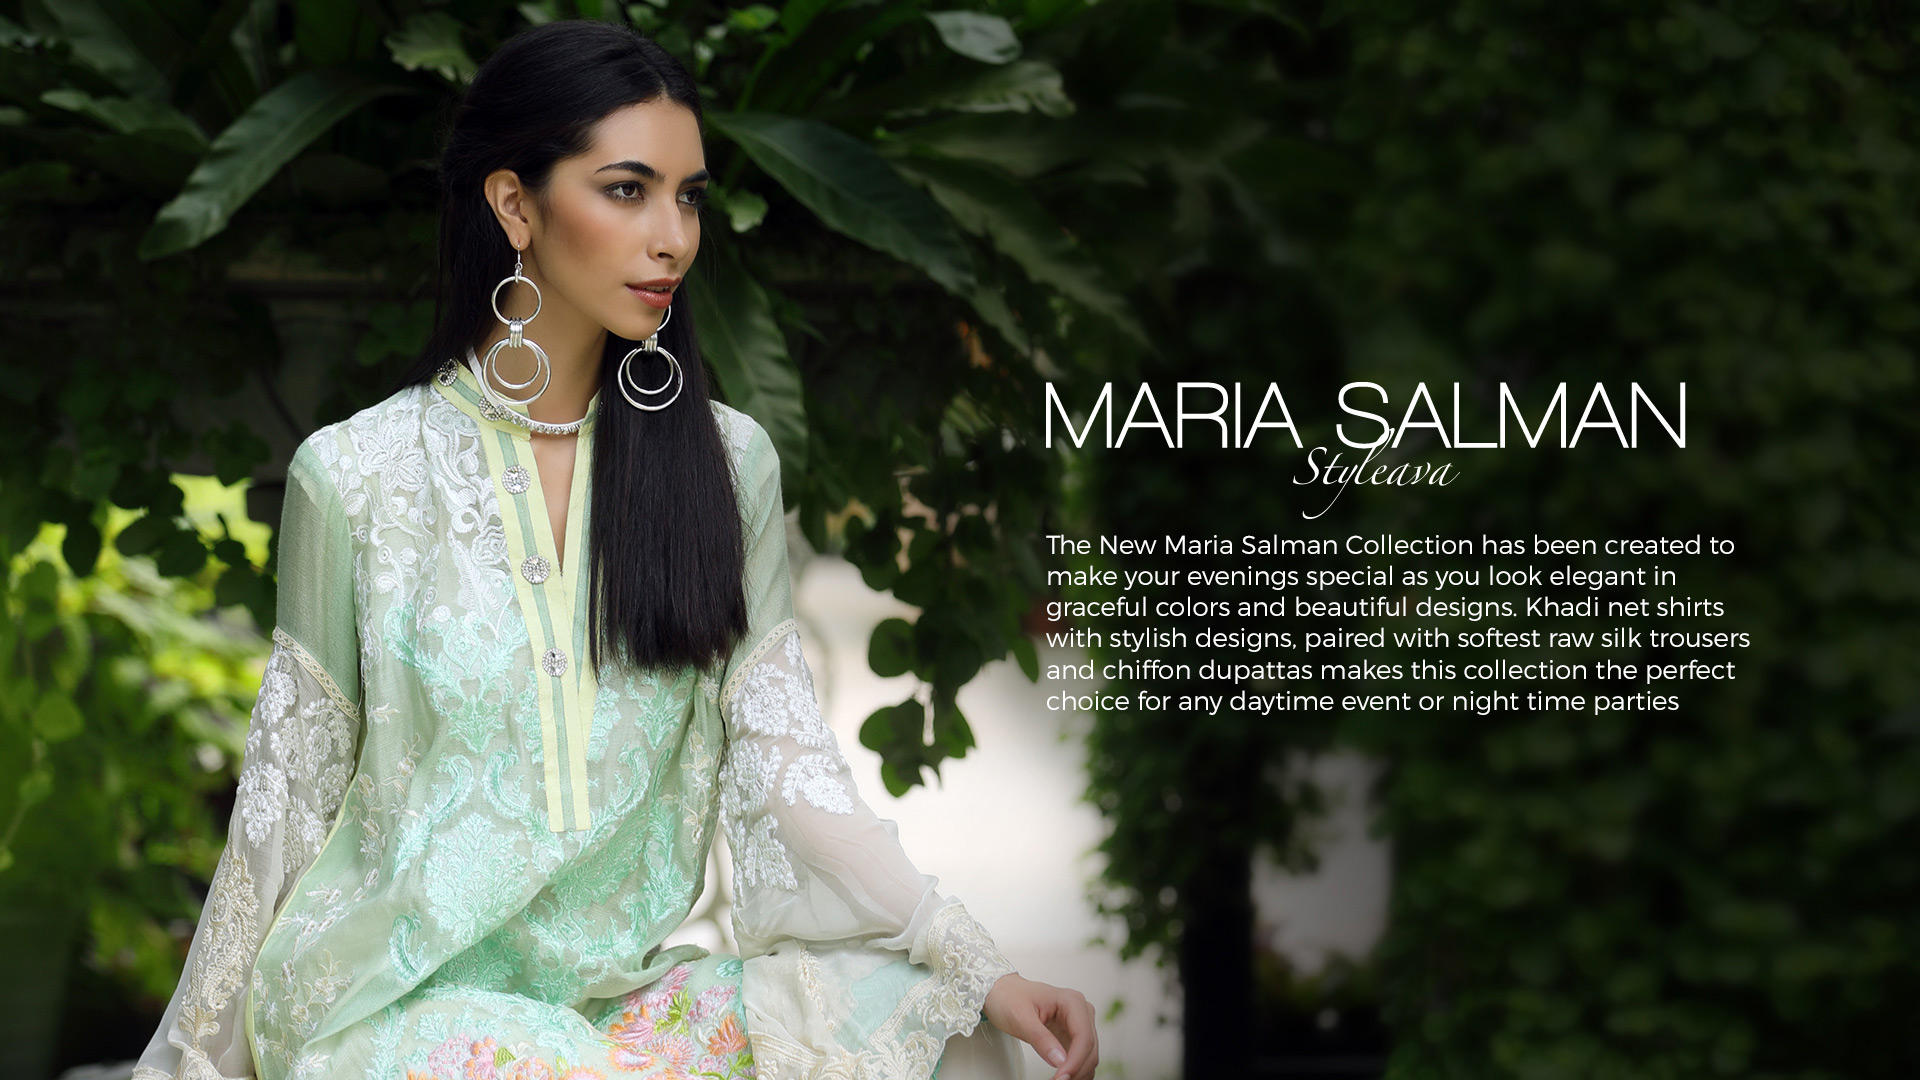 MARIA SALMAN
Styleava
The New Maria Salman Collection has been created to
make your evenings special as you look elegant in
graceful colors and beautiful designs. Khadi net shirts
with stylish designs, paired with softest raw silk trousers
and chiffon dupattas makes this collection the perfect
choice for any daytime event or night time parties